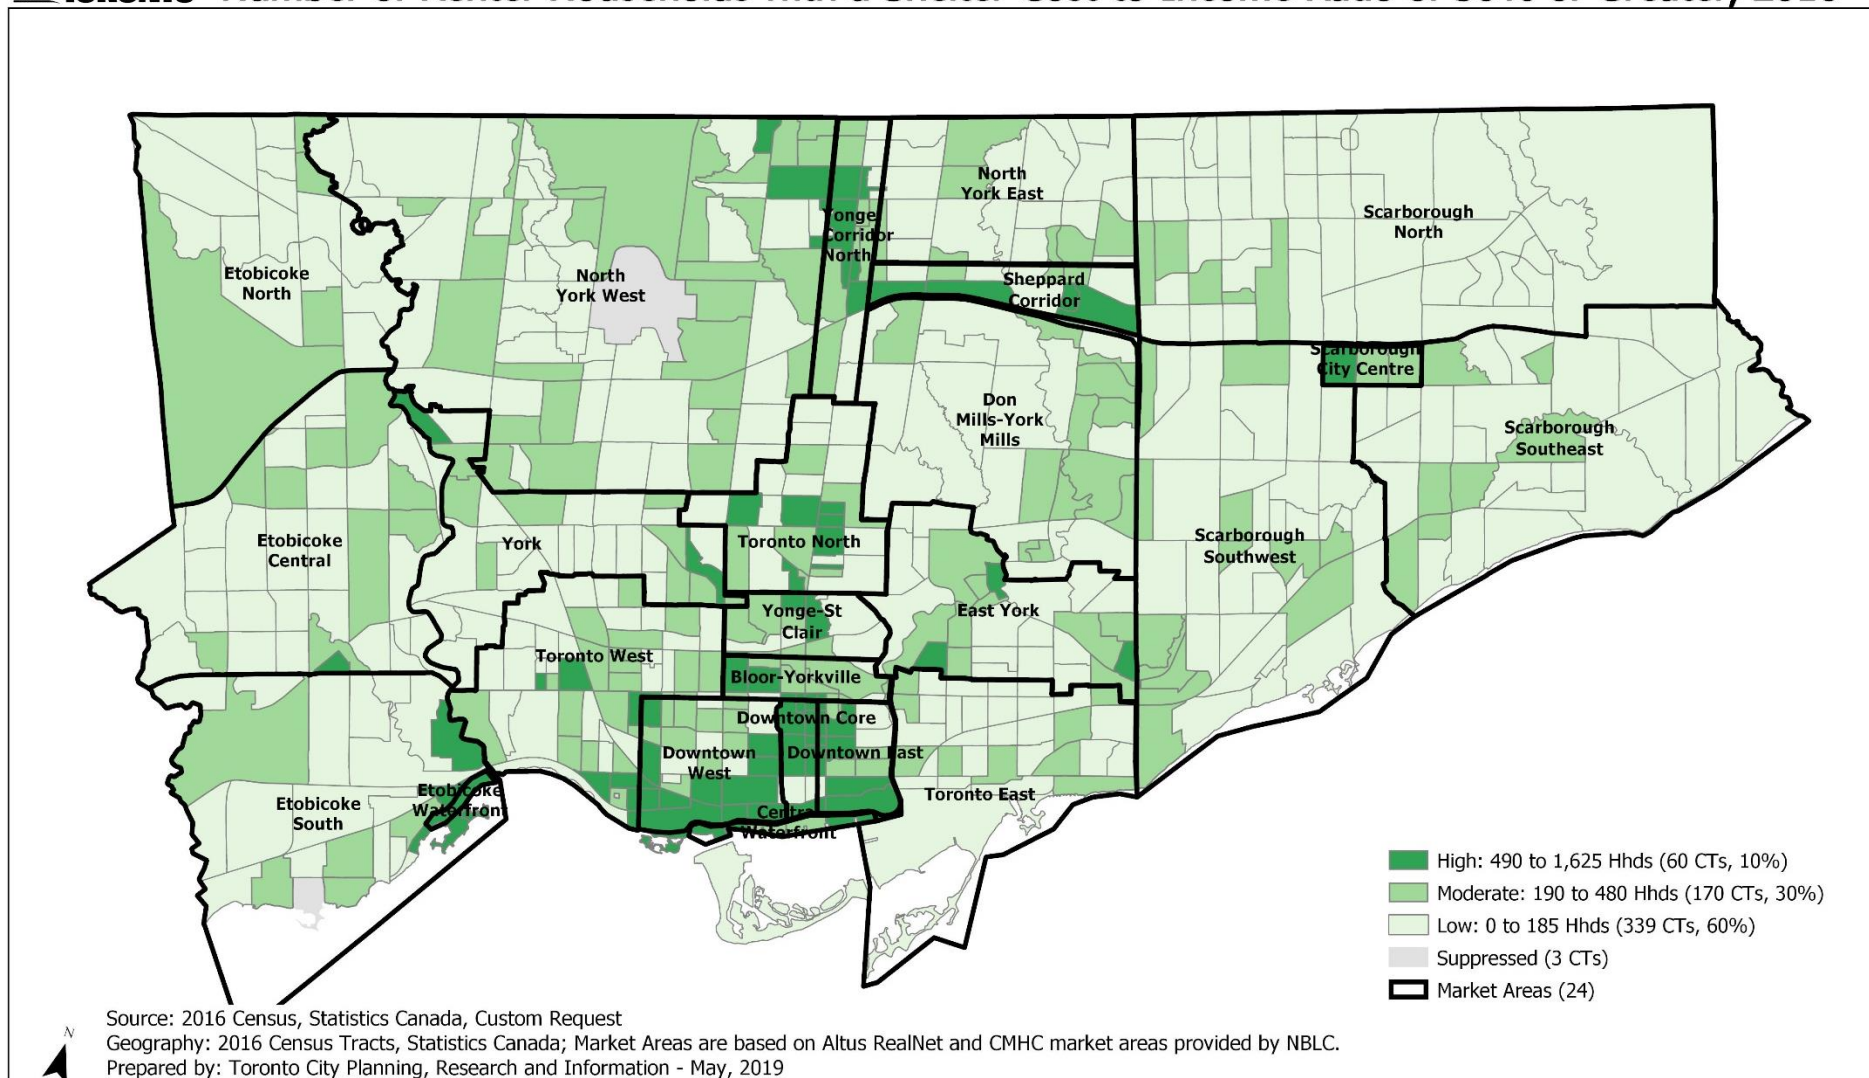 North
York East
Scarborough
North
Yonge
Corridor
North
Etobicoke
North
North
York West
Sheppard
Corridor
Scarborough
City Centre
Don
Mills-York
Mills
Scarborough
Southeast
Etobicoke
Central
York
Toronto North
Scarborough
Southwest
Yonge-St
Clair
East York
Toronto West
Bloor-Yorkville
Downtown Core
Downtown
West
Downtown East
Etobicoke
Waterfront
Etobicoke
South
Toronto East
Central
Waterfront
High: 490 to 1,625 Hhds (60 CTs, 10%)
Moderate: 190 to 480 Hhds (170 CTs, 30%)
Low: 0 to 185 Hhds (339 CTs, 60%)
Suppressed (3 CTs)
Market Areas (24)
N
Source: 2016 Census, Statistics Canada, Custom Request
Geography: 2016 Census Tracts, Statistics Canada; Market Areas are based on Altus RealNet and CMHC market areas provided by NBLC.
Prepared by: Toronto City Planning, Research and Information - May, 2019